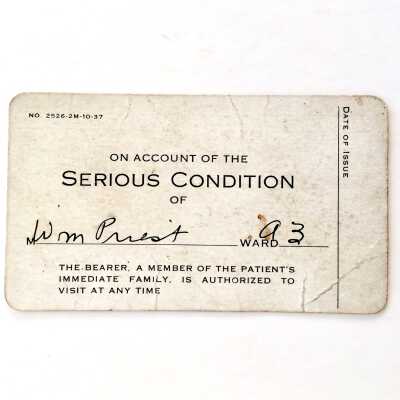 NO. 2526-2M-10-37
ON ACCOUNT OF THE
SERIOUS CONDITION
OF
M Wm Priest WARD A3
THE BEARER, A MEMBER OF THE PATIENT'S
IMMEDIATE FAMILY, IS AUTHORIZED TO
VISIT AT ANY TIME
DATE OF ISSUE